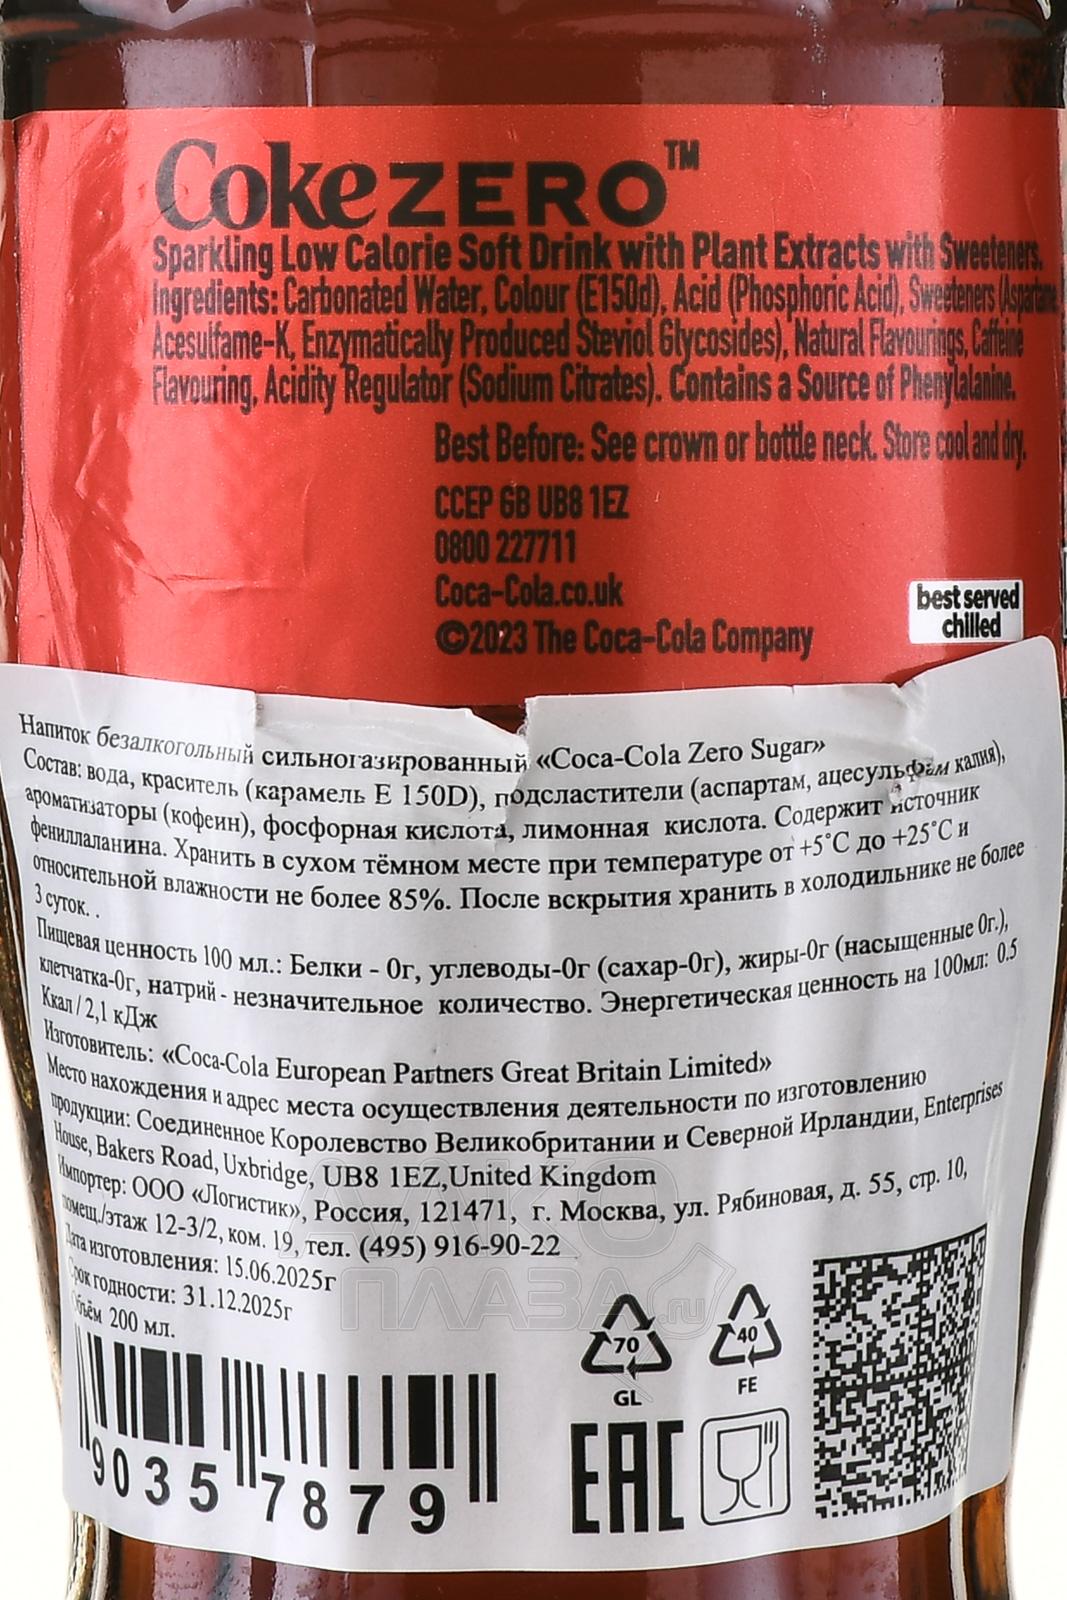 Coke ZERO™
Sparkling Low Calorie Soft Drink with Plant Extracts with Sweeteners.
Ingredients: Carbonated Water, Colour (E150d), Acid (Phosphoric Acid), Sweeteners (Aspartame,
Acesulfame-K, Enzymatically Produced Steviol Glycosides), Natural Flavourings, Caffeine
Flavouring, Acidity Regulator (Sodium Citrates). Contains a Source of Phenylalanine.
Best Before: See crown or bottle neck. Store cool and dry.
CCEP GB UB8 1EZ
0800 227711
Coca-Cola.co.uk
©2023 The Coca-Cola Company
best served
chilled
Напиток безалкогольный сильногазированный «Coca-Cola Zero Sugar»
Состав: вода, краситель (карамель Е 150D), подсластители (аспартам, ацесульфам калия),
ароматизаторы (кофеин), фосфорная кислота, лимонная кислота. Содержит источник
фениллаланина. Хранить в сухом тёмном месте при температуре от +5˚С до +25˚С и
относительной влажности не более 85%. После вскрытия хранить в холодильнике не более
3 суток. .
Пищевая ценность 100 мл.: Белки - 0г, углеводы-0г (сахар-0г), жиры-0г (насыщенные 0г.),
клетчатка-0г, натрий - незначительное количество. Энергетическая ценность на 100мл: 0.5
Ккал / 2,1 кДж
Изготовитель: «Coca-Cola European Partners Great Britain Limited»
Место нахождения и адрес места осуществления деятельности по изготовлению
продукции: Соединенное Королевство Великобритании и Северной Ирландии, Enterprises
House, Bakers Road, Uxbridge, UB8 1EZ,United Kingdom
Импортер: ООО «Логистик», Россия, 121471, г. Москва, ул. Рябиновая, д. 55, стр. 10,
помещ./этаж 12-3/2, ком. 19, тел. (495) 916-90-22
Дата изготовления: 15.06.2025г
Срок годности: 31.12.2025г
Объём 200 мл.
АЛКО
ПЛАЗА.ru
70
GL
40
FE
EAC
9035 7879